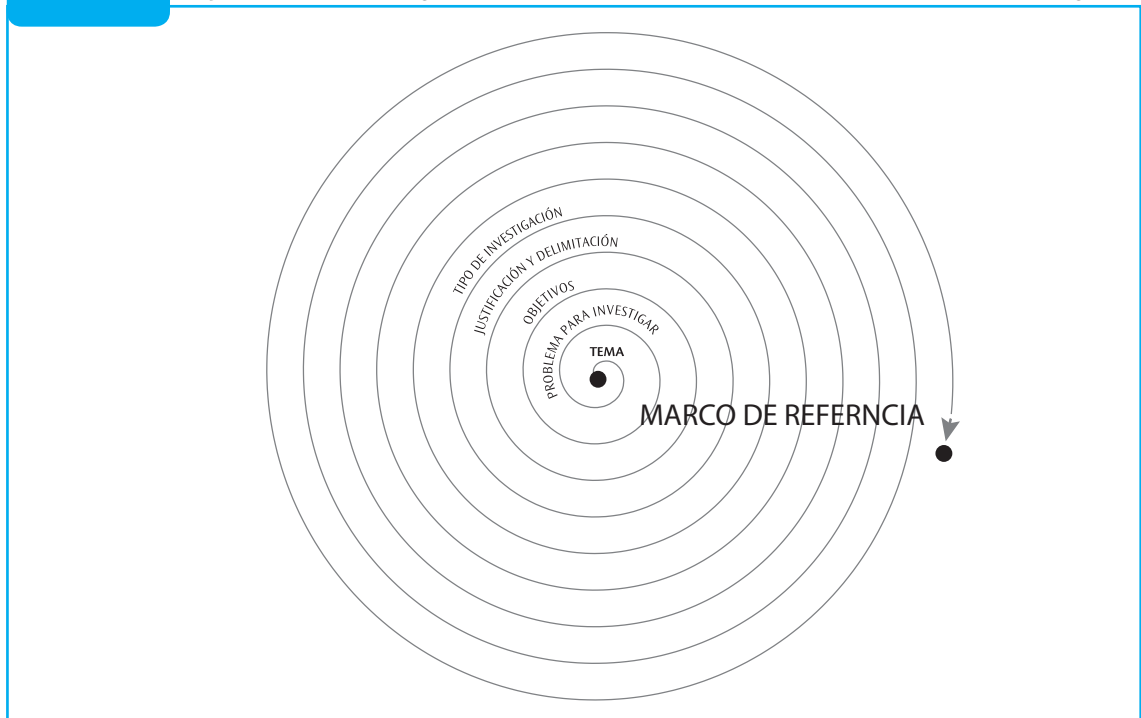 TIPO DE INVESTIGACIÓN
JUSTIFICACIÓN Y DELIMITACIÓN
OBJETIVOS
PROBLEMA PARA INVESTIGAR
TEMA
MARCO DE REFERNCIA